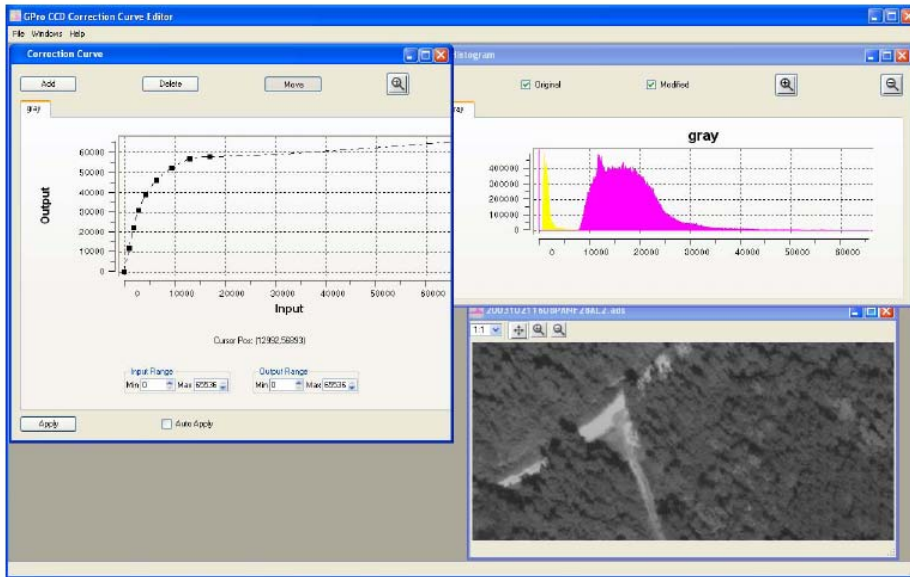 GPro CCD Correction Curve Editor
File Windows Help
Correction Curve
Add Delete Move
gray
60000
50000
40000
30000
20000
10000
0
Output
0 10000 20000 30000 40000 50000 60000
Input
Cursor Pos: (12992,56893)
Input Range
Min 0 Max 65536
Output Range
Min 0 Max 65536
Apply Auto Apply
Histogram
Original Modified
gray
400000
300000
200000
100000
0
0 10000 20000 30000 40000 50000 60000
1:1